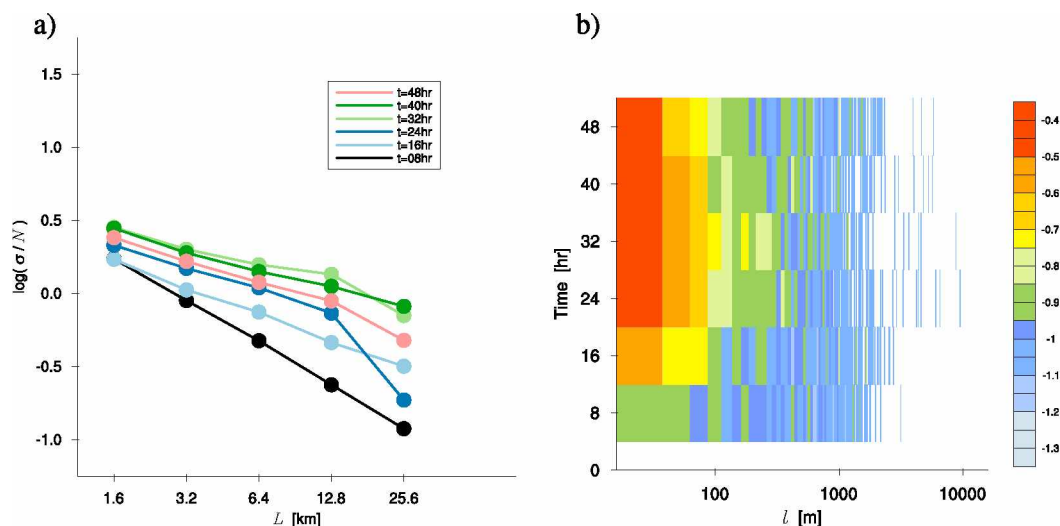 a)
1.5
1.0
0.5
0.0
-0.5
-1.0
log( σ / N )
t=48hr
t=40hr
t=32hr
t=24hr
t=16hr
t=08hr
1.6
3.2
6.4
12.8
25.6
L [km]
b)
48
40
32
24
16
8
0
Time [hr]
100
1000
10000
l [m]
-0.4
-0.5
-0.6
-0.7
-0.8
-0.9
-1
-1.1
-1.2
-1.3